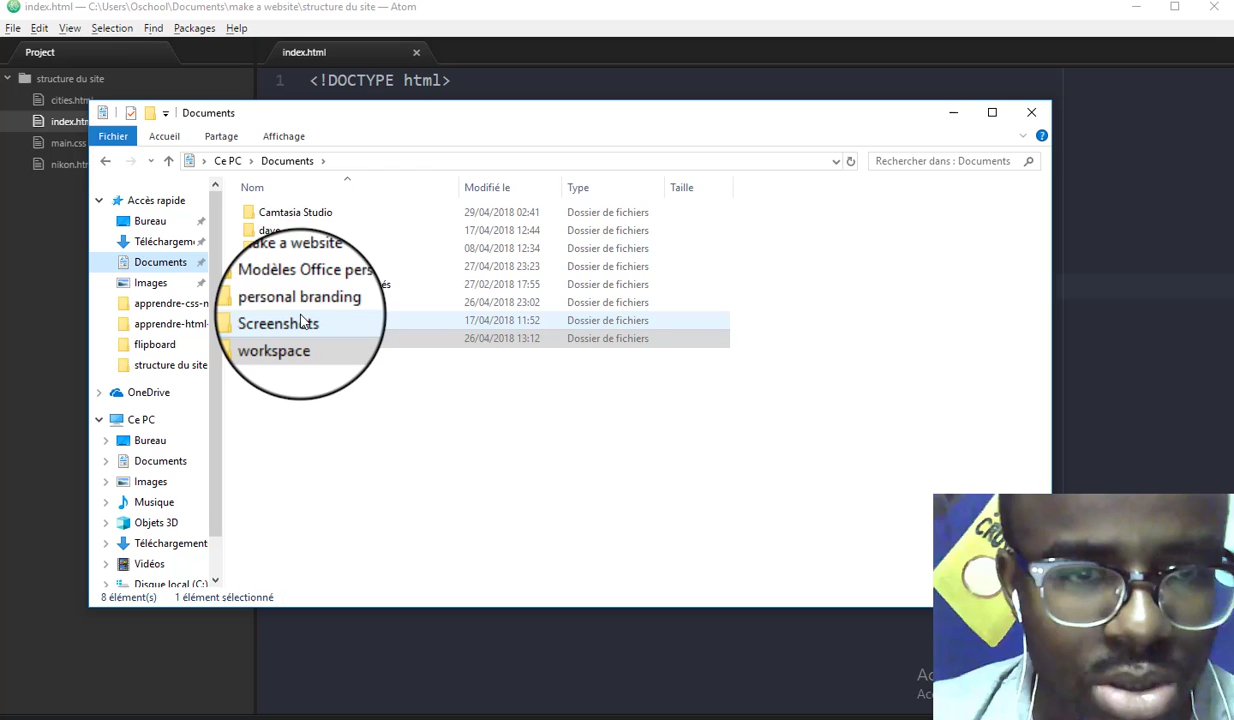 index.html — C:\Users\Oschool\Documents\make a website\structure du site — Atom
File Edit View Selection Find Packages Help
Project
index.html
structure du site
cities.html
index.htm
main.css
nikon.ht
1 <!DOCTYPE html>
Documents
Fichier Accueil Partage Affichage
Ce PC Documents
Rechercher dans : Documents
Nom Modifié le Type Taille
Accès rapide
Bureau
Téléchargem
Documents
Images
apprendre-css-n
apprendre-html-
flipboard
structure du site
OneDrive
Ce PC
Bureau
Documents
Images
Musique
Objets 3D
Téléchargement
Vidéos
Disque local (C:)
Camtasia Studio 29/04/2018 02:41 Dossier de fichiers
dave 17/04/2018 12:44 Dossier de fichiers
ake a website 08/04/2018 12:34 Dossier de fichiers
Modèles Office pers 27/04/2018 23:23 Dossier de fichiers
és 27/02/2018 17:55 Dossier de fichiers
personal branding 26/04/2018 23:02 Dossier de fichiers
Screenshots 17/04/2018 11:52 Dossier de fichiers
workspace 26/04/2018 13:12 Dossier de fichiers
8 élément(s) 1 élément sélectionné
Ac
Acc